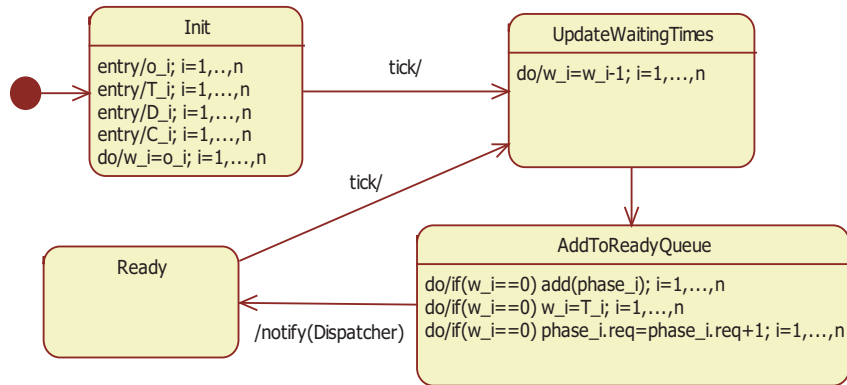 Init
entry/o_i; i=1,..,n
entry/T_i; i=1,...,n
entry/D_i; i=1,...,n
entry/C_i; i=1,...,n
do/w_i=o_i; i=1,...,n
tick/
UpdateWaitingTimes
do/w_i=w_i-1; i=1,...,n
tick/
Ready
AddToReadyQueue
do/if(w_i==0) add(phase_i); i=1,...,n
do/if(w_i==0) w_i=T_i; i=1,...,n
do/if(w_i==0) phase_i.req=phase_i.req+1; i=1,...,n
/notify(Dispatcher)